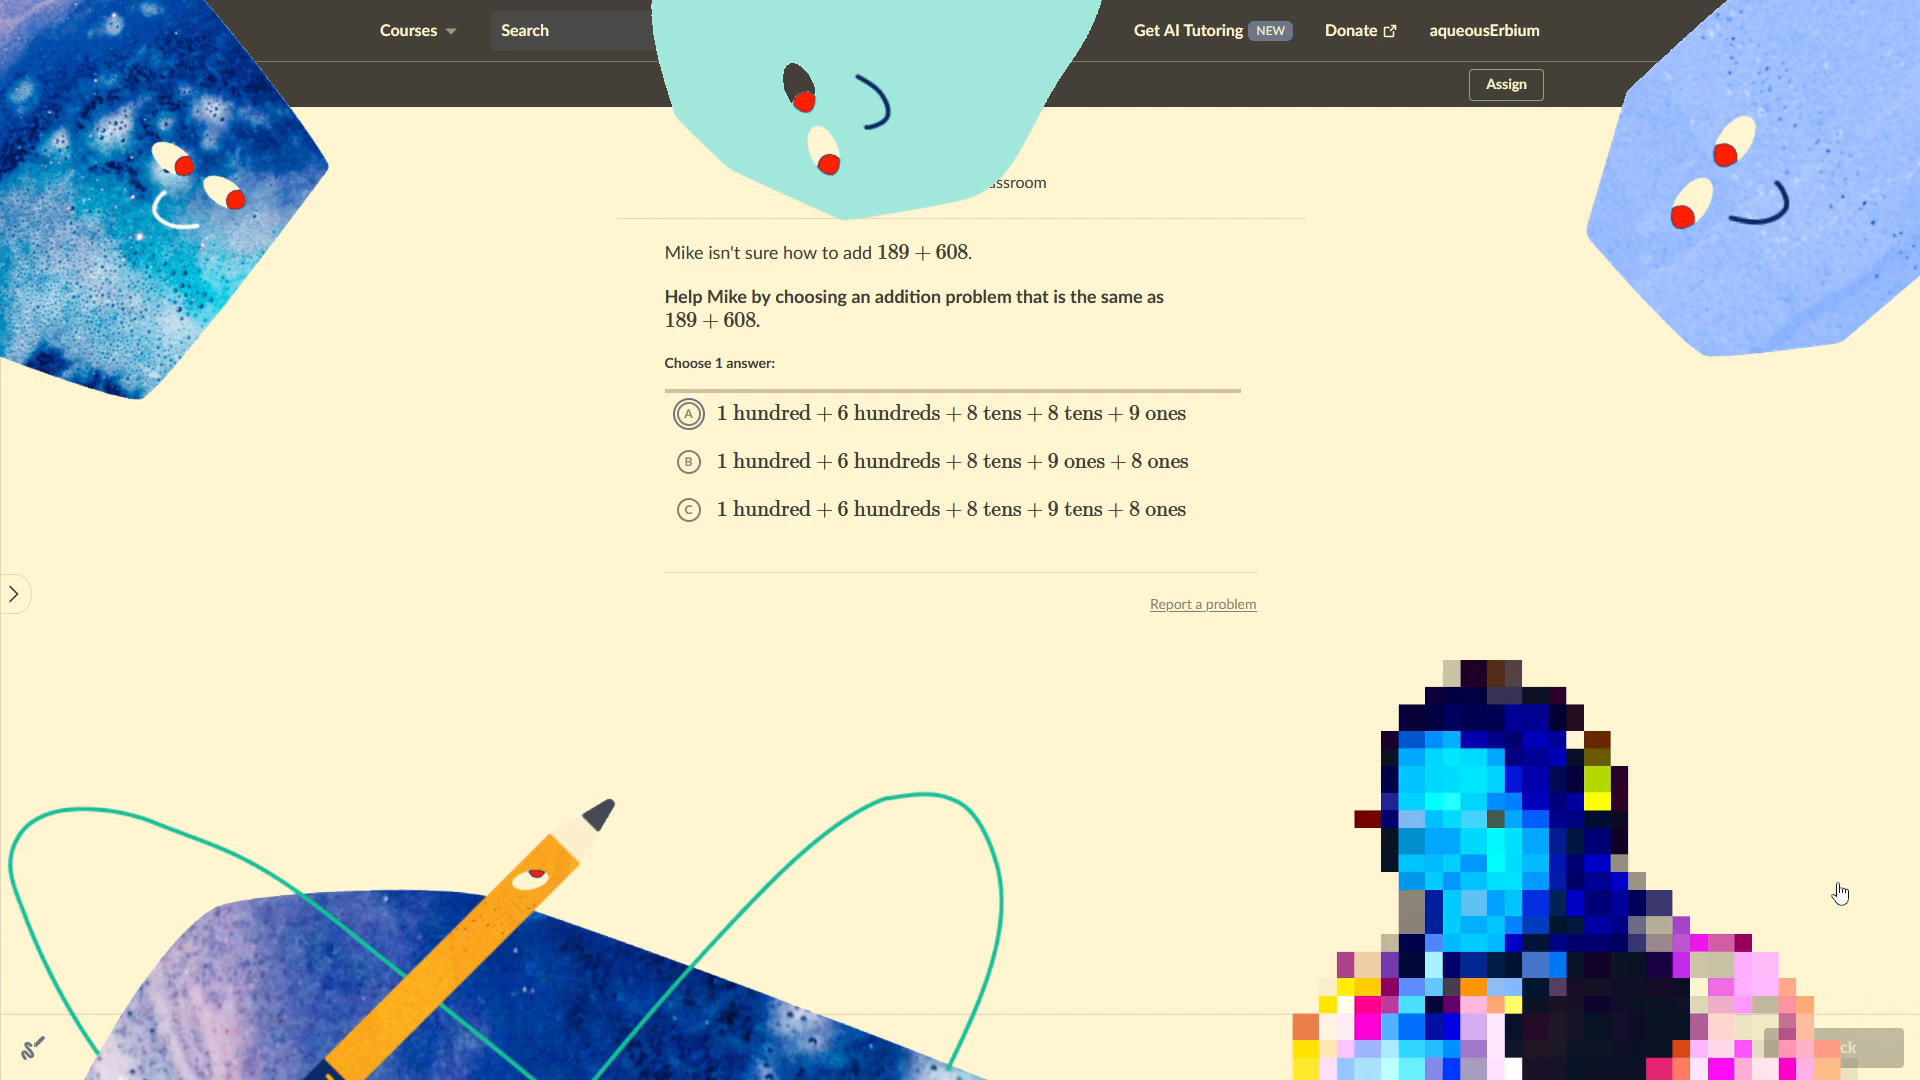 Courses
Search
Get AI Tutoring NEW
Donate
aqueousErbium
Assign
Mike isn't sure how to add 189 + 608.
Help Mike by choosing an addition problem that is the same as
189 + 608.
Choose 1 answer:
A 1 hundred + 6 hundreds + 8 tens + 8 tens + 9 ones
B 1 hundred + 6 hundreds + 8 tens + 9 ones + 8 ones
C 1 hundred + 6 hundreds + 8 tens + 9 tens + 8 ones
Report a problem